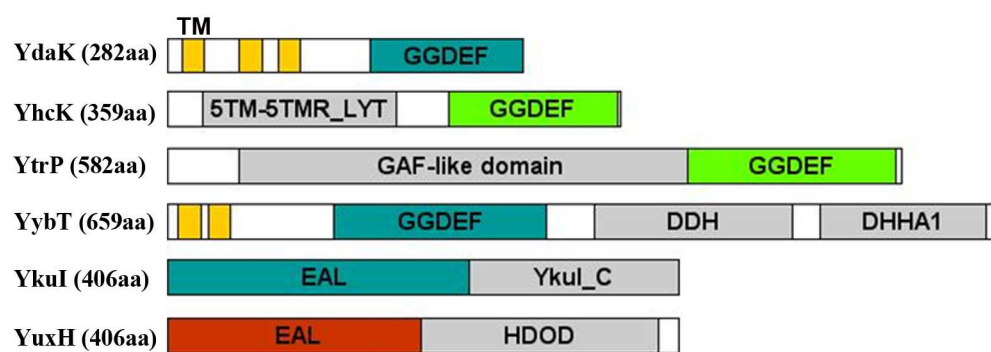 TM
YdaK (282aa) GGDEF
YhcK (359aa) 5TM-5TMR_LYT GGDEF
YtrP (582aa) GAF-like domain GGDEF
YybT (659aa) GGDEF DDH DHHA1
YkuI (406aa) EAL YkuI_C
YuxH (406aa) EAL HDOD